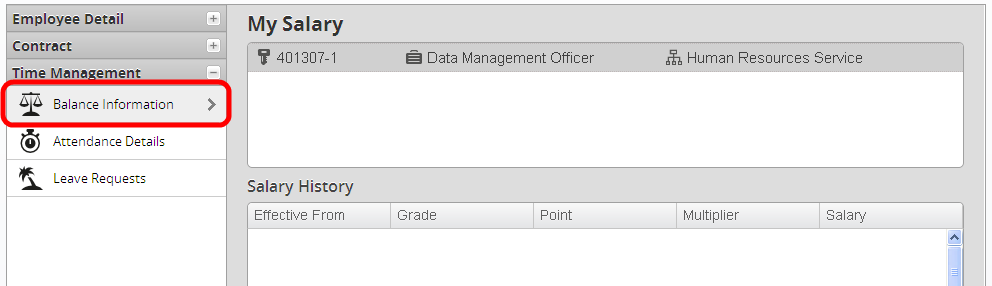 Employee Detail
Contract
Time Management
Balance Information
Attendance Details
Leave Requests
My Salary
401307-1 Data Management Officer Human Resources Service
Salary History
Effective From Grade Point Multiplier Salary